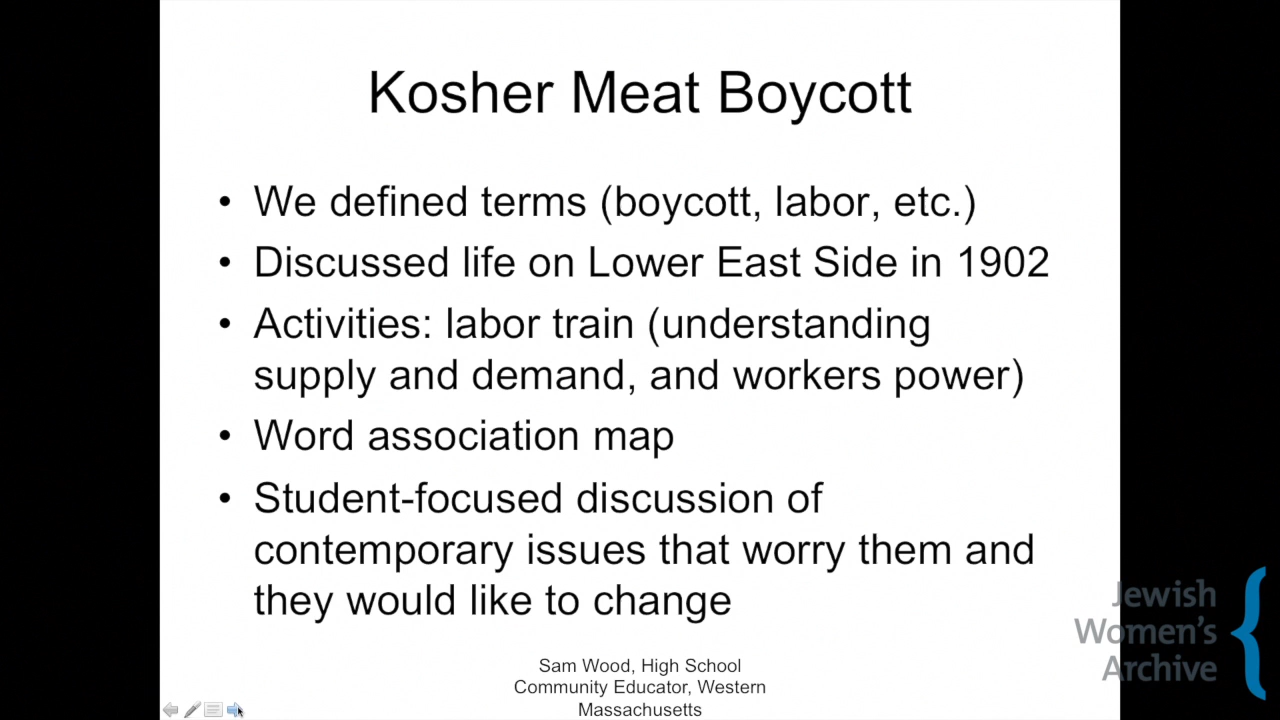 Kosher Meat Boycott
• We defined terms (boycott, labor, etc.)
• Discussed life on Lower East Side in 1902
• Activities: labor train (understanding
supply and demand, and workers power)
• Word association map
• Student-focused discussion of
contemporary issues that worry them and
they would like to change
Jewish
Women's
Archive
Sam Wood, High School
Community Educator, Western
Massachusetts